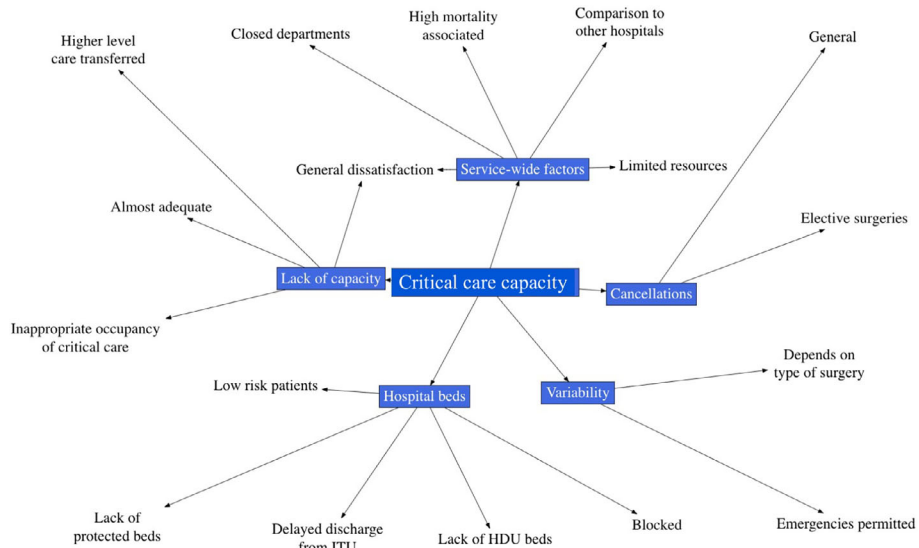 Comparison to
other hospitals
High mortality
associated
Closed departments
Higher level
care transferred
General
General dissatisfaction
Service-wide factors
Limited resources
Almost adequate
Elective surgeries
Lack of capacity
Critical care capacity
Cancellations
Inappropriate occupancy
of critical care
Depends on
type of surgery
Low risk patients
Hospital beds
Variability
Lack of
protected beds
Delayed discharge
from ITU
Lack of HDU beds
Blocked
Emergencies permitted